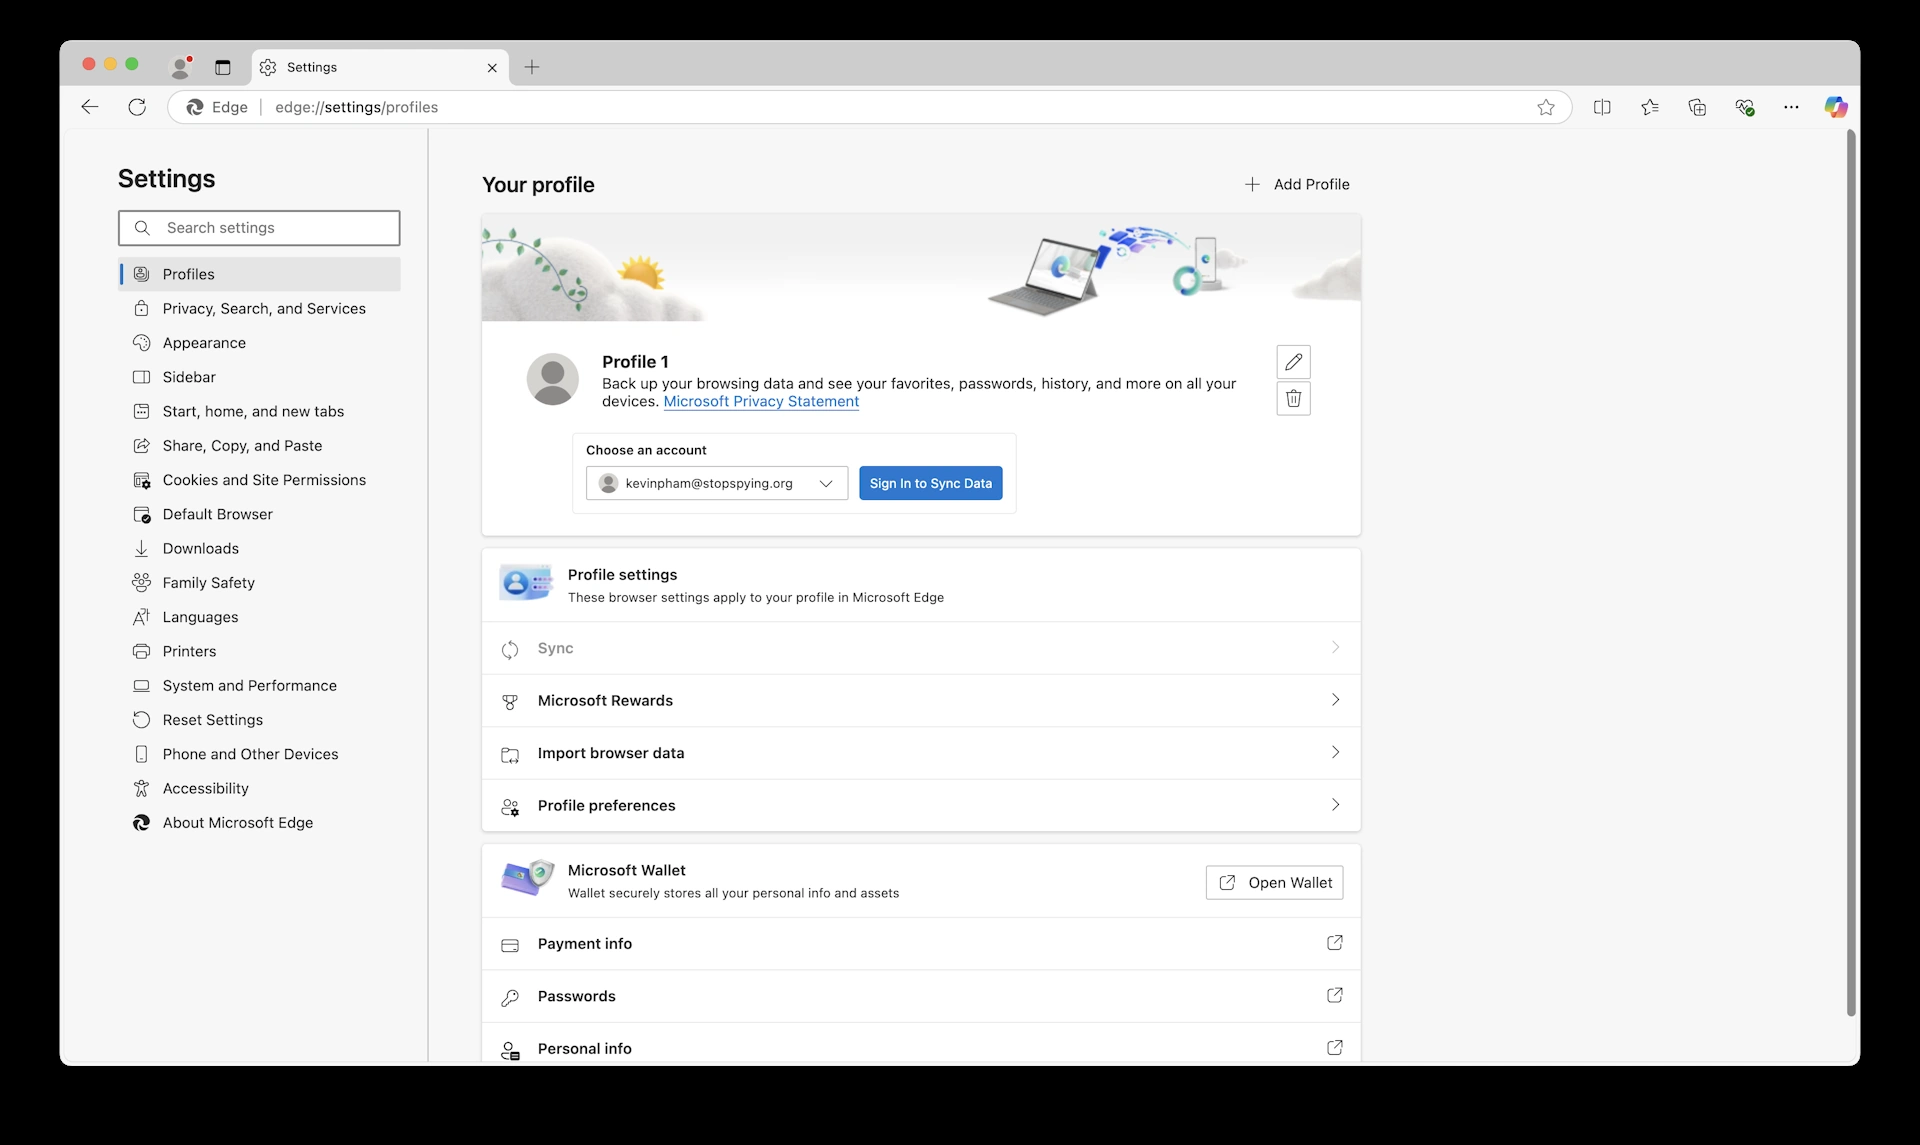 Settings
Edge
edge://settings/profiles
Settings
Search settings
Profiles
Privacy, Search, and Services
Appearance
Sidebar
Start, home, and new tabs
Share, Copy, and Paste
Cookies and Site Permissions
Default Browser
Downloads
Family Safety
Languages
Printers
System and Performance
Reset Settings
Phone and Other Devices
Accessibility
About Microsoft Edge
Your profile
Add Profile
Profile 1
Back up your browsing data and see your favorites, passwords, history, and more on all your
devices. Microsoft Privacy Statement
Choose an account
kevinpham@stopspying.org
Sign In to Sync Data
Profile settings
These browser settings apply to your profile in Microsoft Edge
Sync
Microsoft Rewards
Import browser data
Profile preferences
Microsoft Wallet
Wallet securely stores all your personal info and assets
Open Wallet
Payment info
Passwords
Personal info